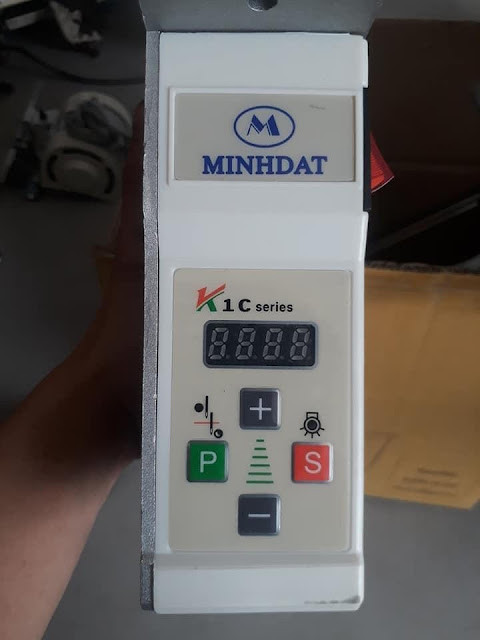 M
MINHDAT
K1C series
8.8.8.8
+
P
S
−